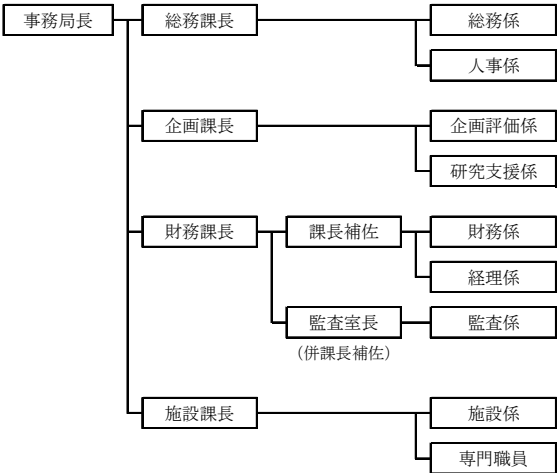 事務局長
総務課長
総務係
人事係
企画課長
企画評価係
研究支援係
財務課長
課長補佐
財務係
経理係
監査室長
(併課長補佐)
監査係
施設課長
施設係
専門職員